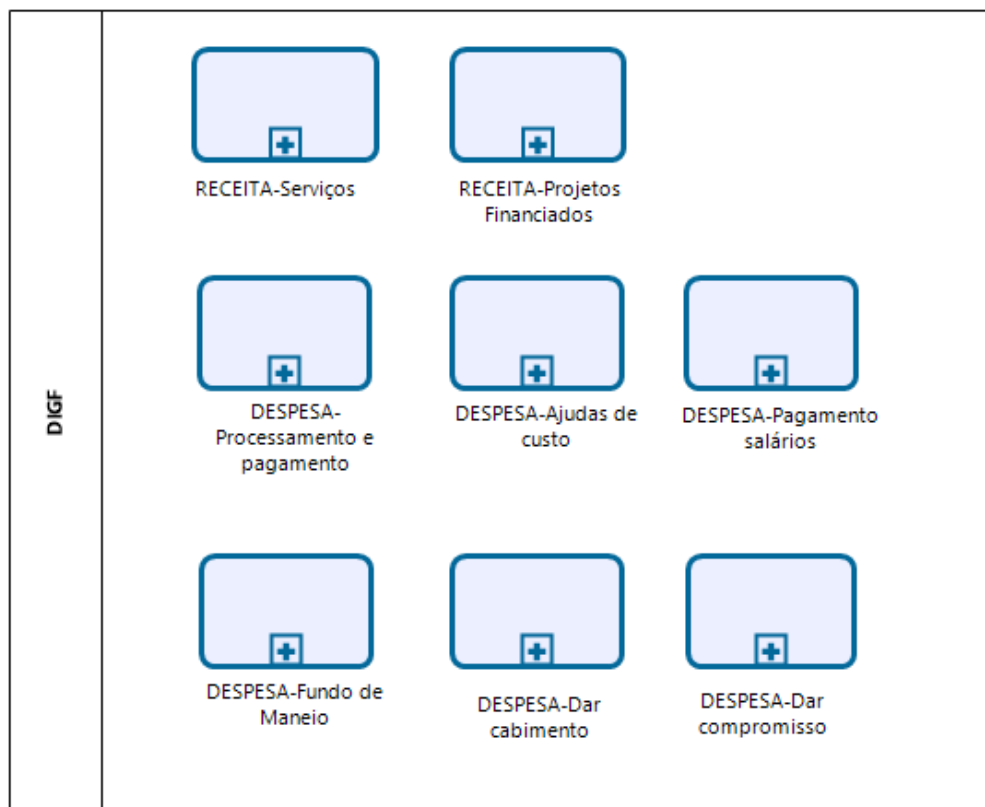 DIGF
RECEITA-Serviços
RECEITA-Projetos
Financiados
DESPESA-
Processamento e
pagamento
DESPESA-Ajudas de
custo
DESPESA-Pagamento
salários
DESPESA-Fundo de
Maneio
DESPESA-Dar
cabimento
DESPESA-Dar
compromisso